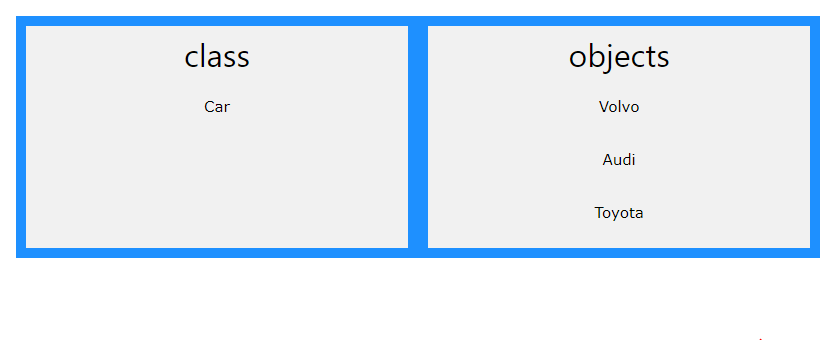 class
Car
objects
Volvo
Audi
Toyota